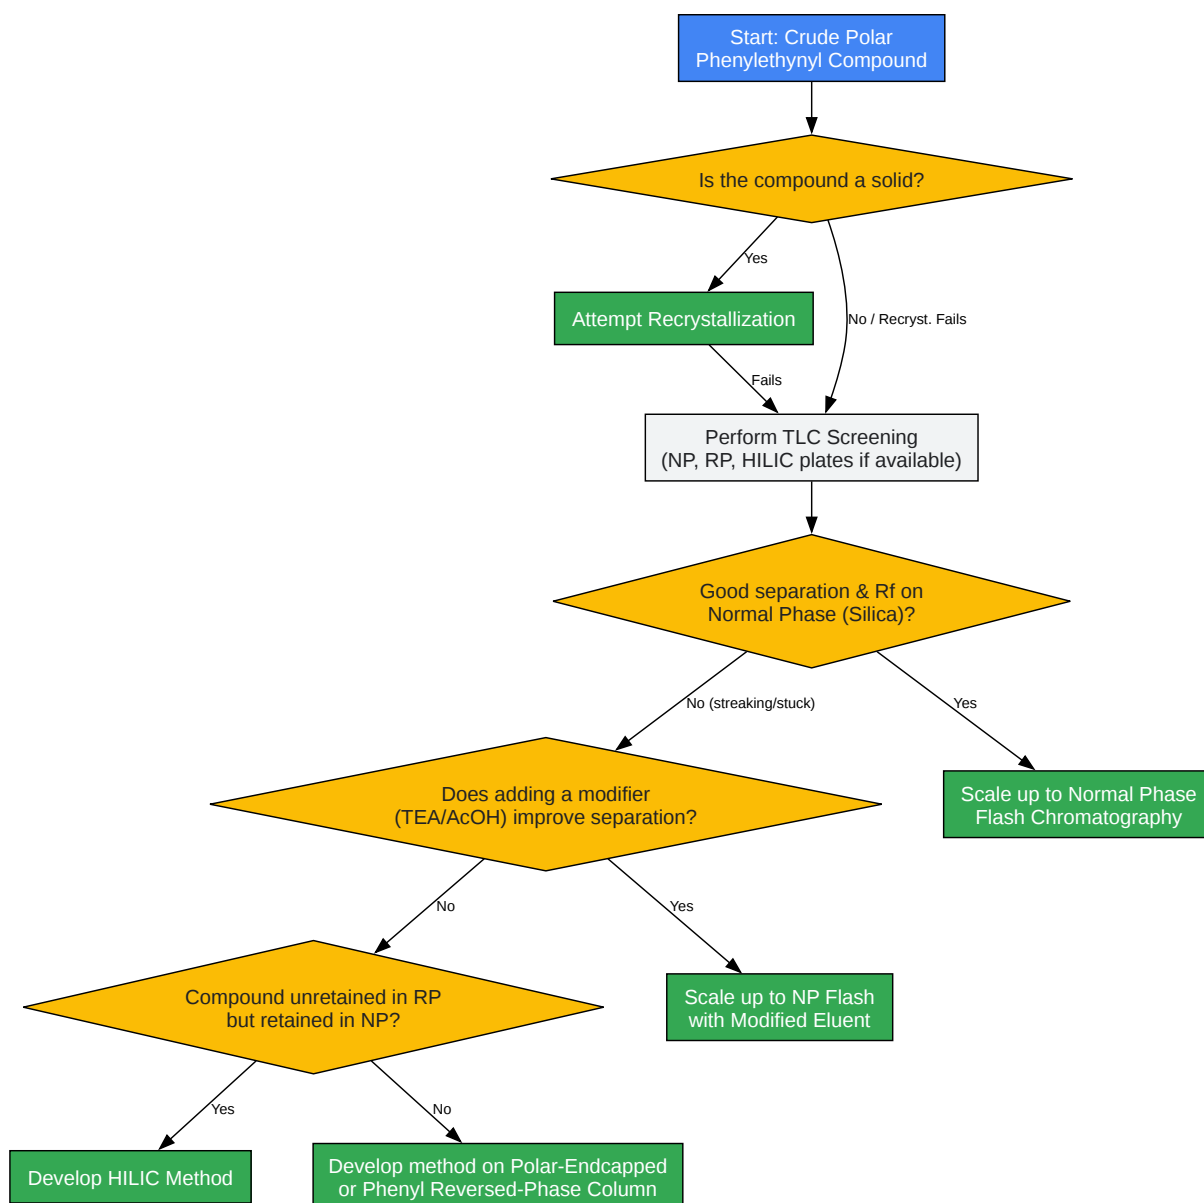 Start: Crude Polar
Phenylethynyl Compound
Is the compound a solid?
Yes
Attempt Recrystallization
No / Recryst. Fails
Fails
Perform TLC Screening
(NP, RP, HILIC plates if available)
Good separation & Rf on
Normal Phase (Silica)?
No (streaking/stuck)
Yes
Does adding a modifier
(TEA/AcOH) improve separation?
Scale up to Normal Phase
Flash Chromatography
No
Yes
Compound unretained in RP
but retained in NP?
Scale up to NP Flash
with Modified Eluent
Yes
No
Develop HILIC Method
Develop method on Polar-Endcapped
or Phenyl Reversed-Phase Column